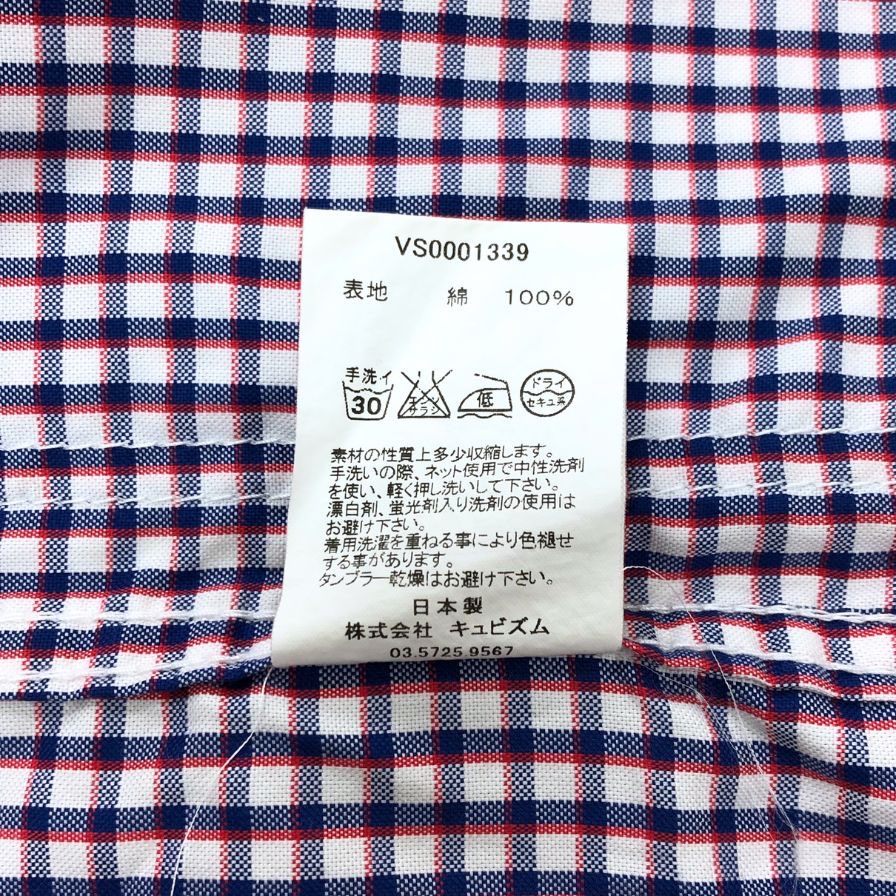 VS0001339
表地 綿 100%
手洗イ
30
エンソ
サラシ
低
ドライ
セキユ系
素材の性質上多少収縮します。
手洗いの際、ネット使用で中性洗剤
を使い、軽く押し洗いして下さい。
漂白剤、蛍光剤入り洗剤の使用は
お避け下さい。
着用洗濯を重ねる事により色褪せ
する事があります。
タンブラー乾燥はお避け下さい。
日本製
株式会社 キュビズム
03.5725.9567